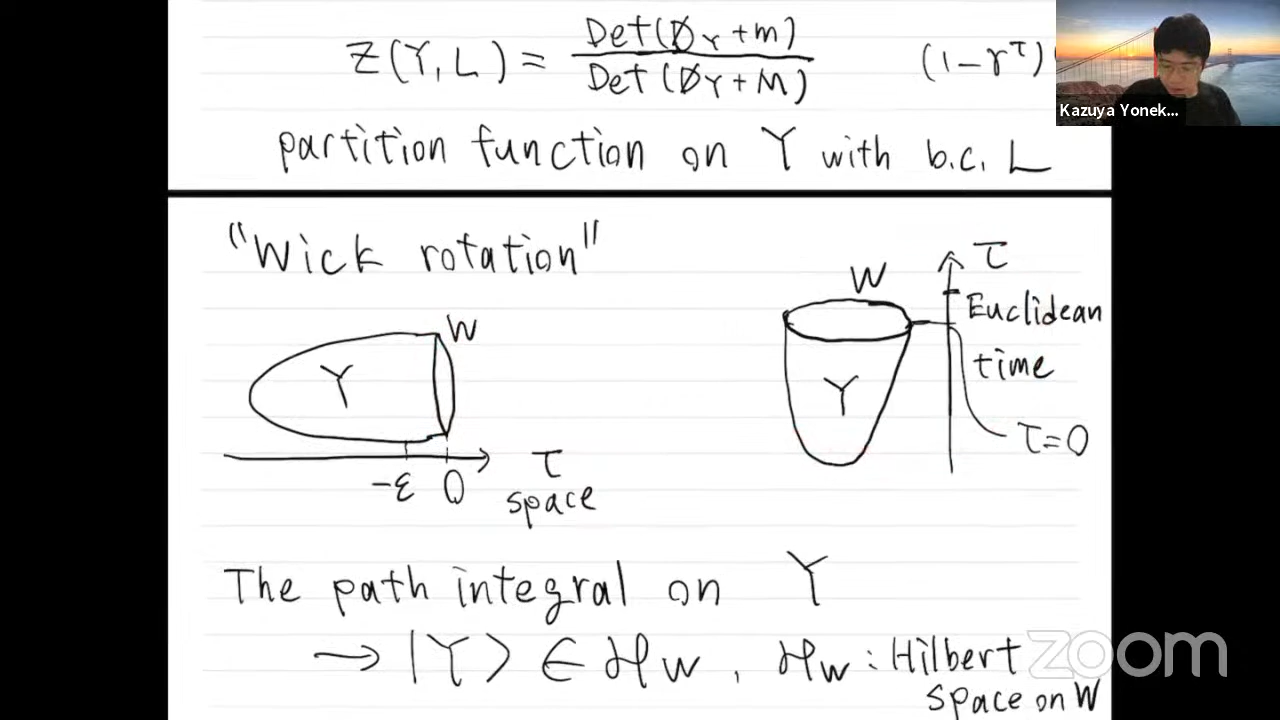 Z(Y,L) = Det(D̸_Y + m) / Det(D̸_Y + M) (1-γ^τ)
Kazuya Yonek...
partition function on Y with b.c. L
"Wick rotation"
W
Y
-ε 0
τ
space
W
Y
τ
Euclidean
time
τ=0
The path integral on Y
→ |Y> ∈ ℋ_W , ℋ_W : Hilbert
space on W
zoom